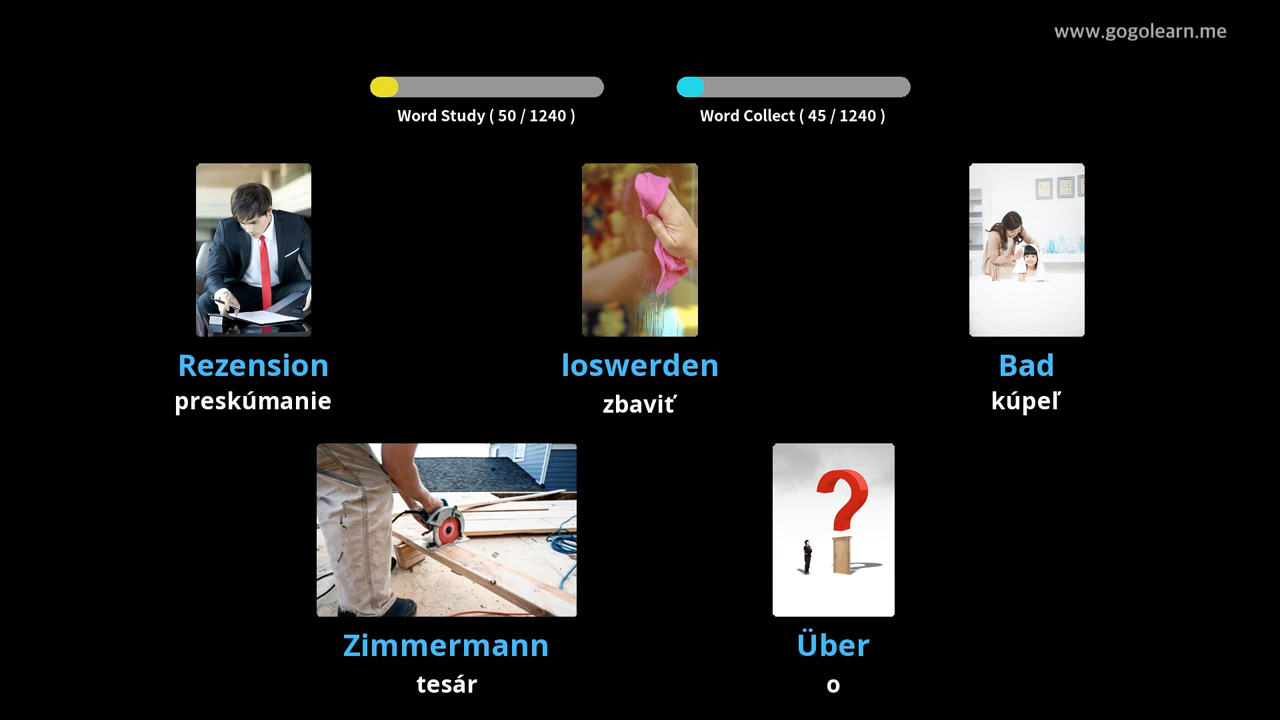 www.gogolearn.me
Word Study ( 50 / 1240 )
Word Collect ( 45 / 1240 )
Rezension
preskúmanie
loswerden
zbaviť
Bad
kúpeľ
Zimmermann
tesár
Über
o